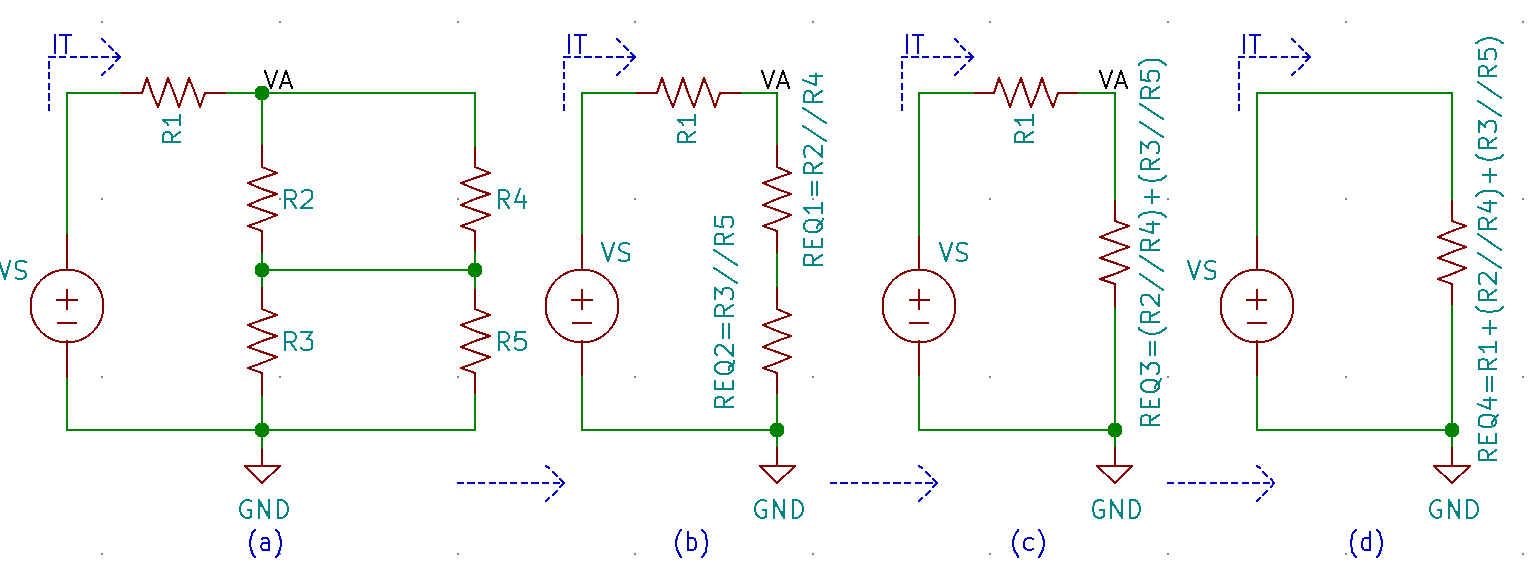 IT
VA
R1
R2
R4
VS
R3
R5
GND
(a)
IT
VA
R1
REQ1=R2//R4
VS
REQ2=R3//R5
GND
(b)
IT
VA
R1
VS
REQ3=(R2//R4)+(R3//R5)
GND
(c)
IT
VS
REQ4=R1+(R2//R4)+(R3//R5)
GND
(d)